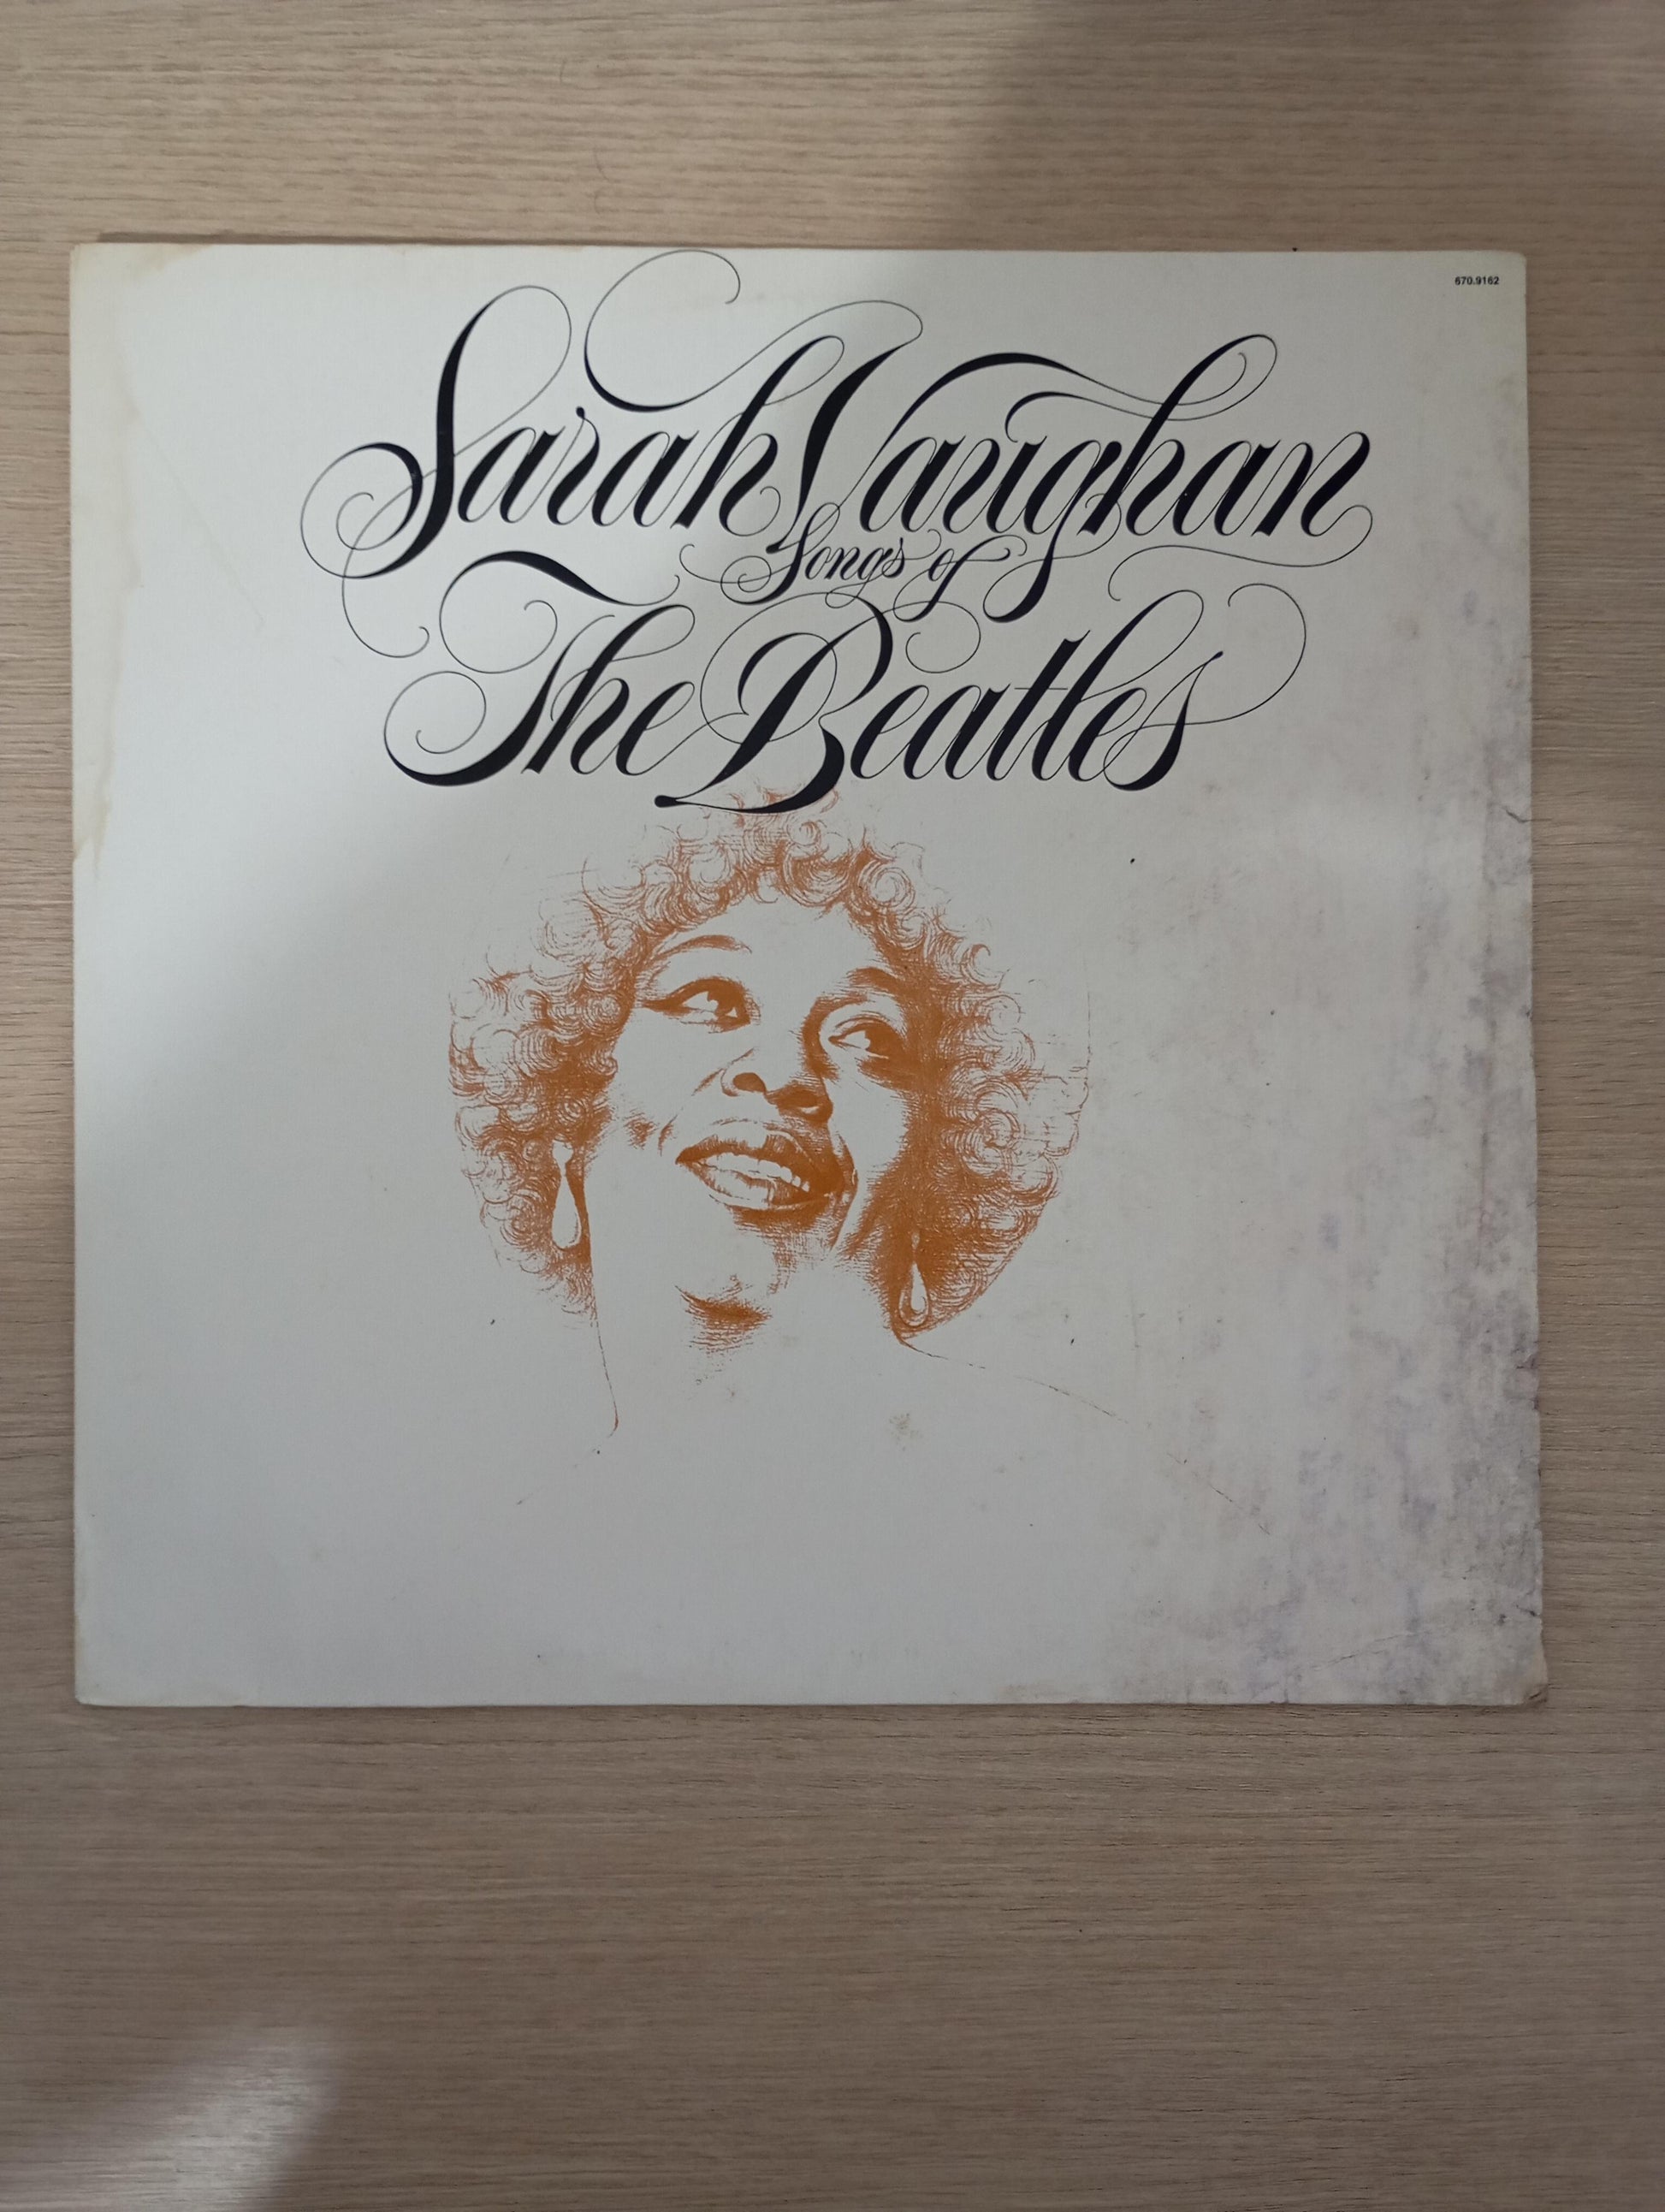 670.9162
Sarah Vaughan
Songs of
The Beatles